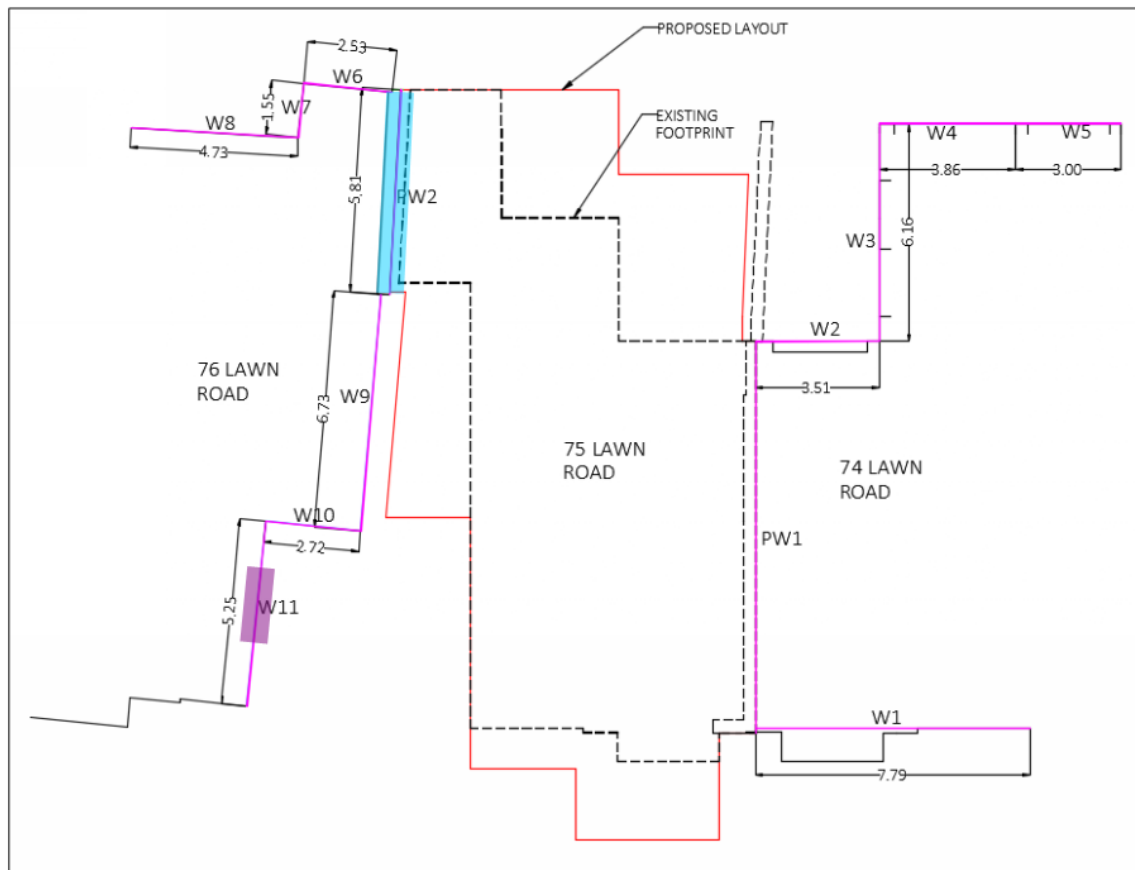 PROPOSED LAYOUT
2.53
W6
1.55
W7
W8
4.73
EXISTING
FOOTPRINT
W4
W5
3.86
3.00
5.81
PW2
W3
6.16
W2
3.51
76 LAWN
ROAD
W9
6.73
75 LAWN
ROAD
74 LAWN
ROAD
W10
2.72
PW1
5.25
W11
W1
7.79